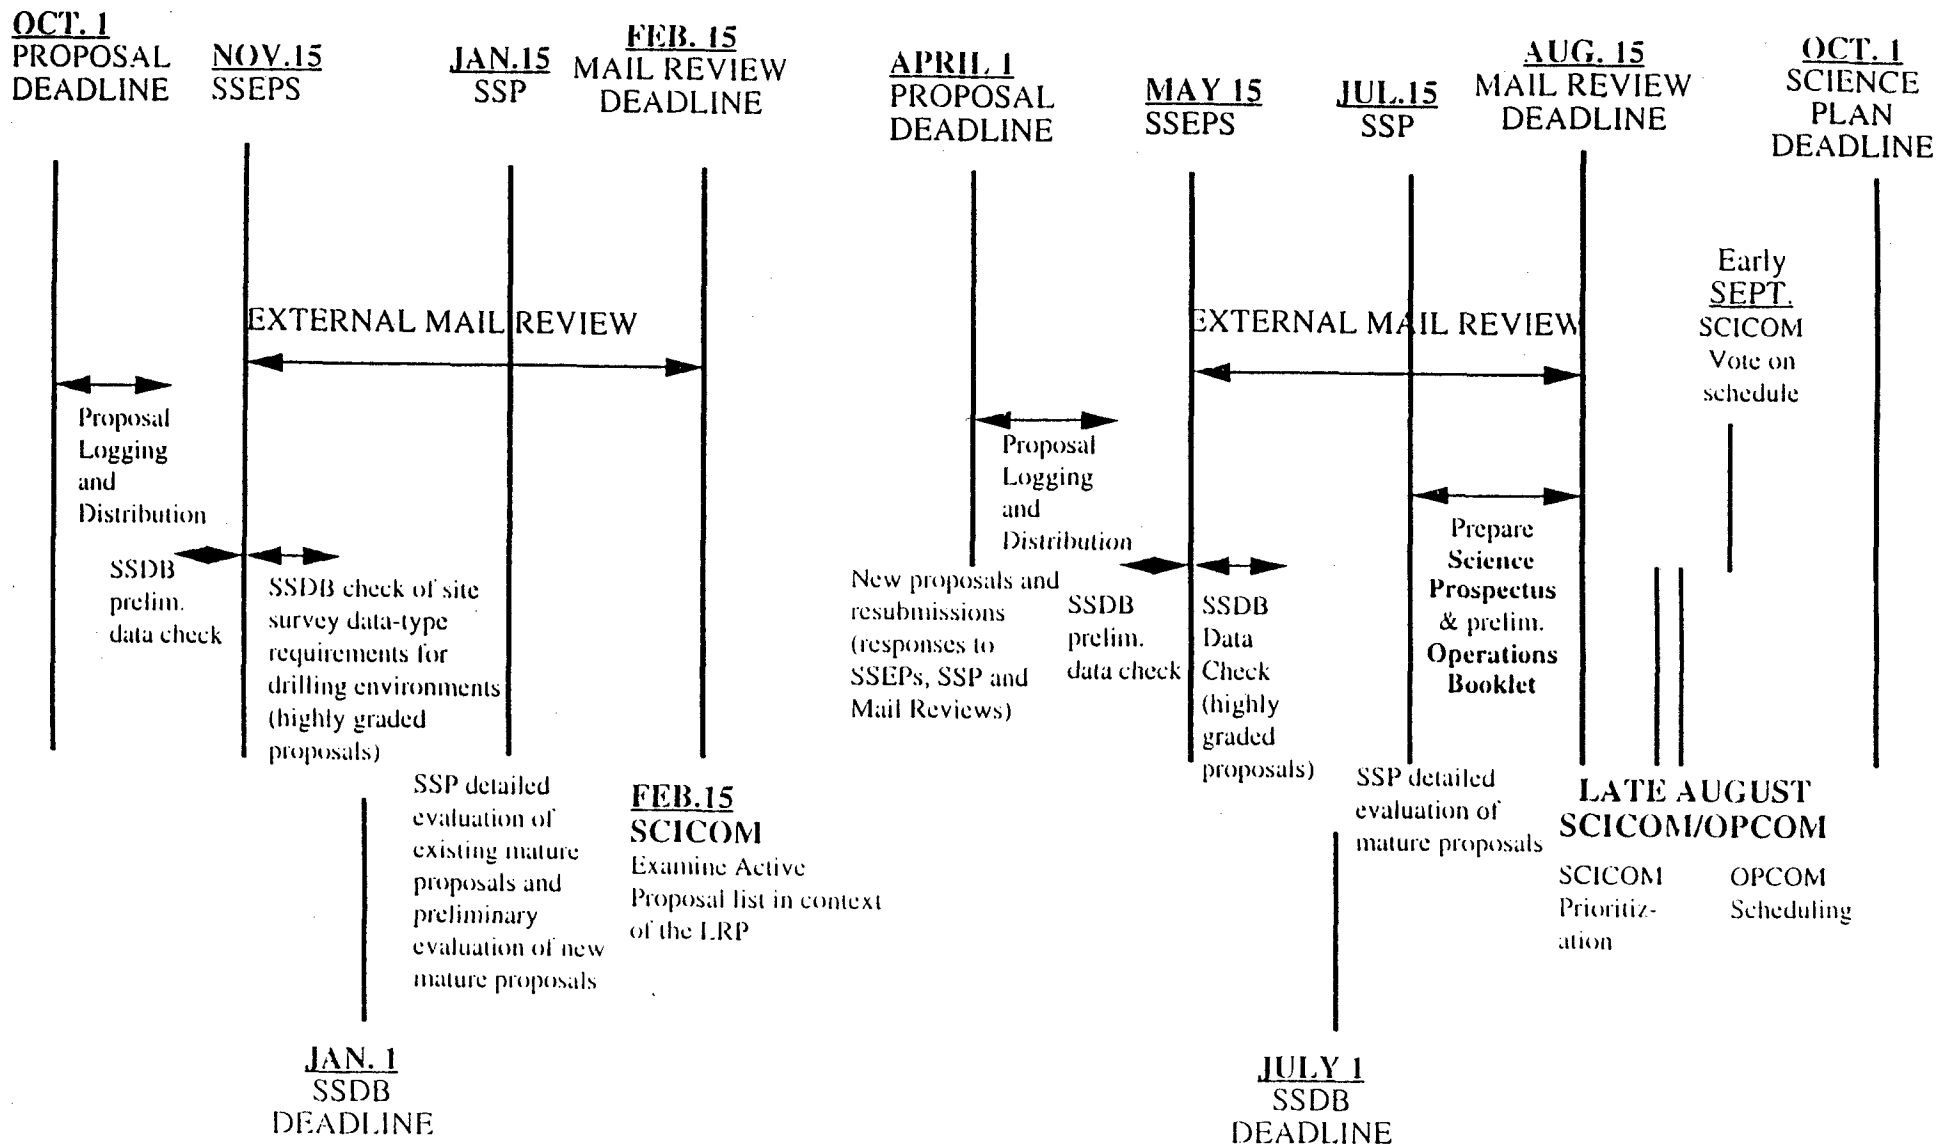 OCT. 1
PROPOSAL
DEADLINE
NOV.15
SSEPS
JAN.15
SSP
FEB. 15
MAIL REVIEW
DEADLINE
APRIL 1
PROPOSAL
DEADLINE
MAY 15
SSEPS
JUL.15
SSP
AUG. 15
MAIL REVIEW
DEADLINE
OCT. 1
SCIENCE
PLAN
DEADLINE
EXTERNAL MAIL REVIEW
EXTERNAL MAIL REVIEW
Early
SEPT.
SCICOM
Vote on
schedule
Proposal
Logging
and
Distribution
SSDB
prelim.
data check
SSDB check of site
survey data-type
requirements for
drilling environments
(highly graded
proposals)
Proposal
Logging
and
Distribution
New proposals and
resubmissions
(responses to
SSEPs, SSP and
Mail Reviews)
SSDB
prelim.
data check
SSDB
Data
Check
(highly
graded
proposals)
Prepare
Science
Prospectus
& prelim.
Operations
Booklet
SSP detailed
evaluation of
existing mature
proposals and
preliminary
evaluation of new
mature proposals
FEB.15
SCICOM
Examine Active
Proposal list in context
of the LRP
SSP detailed
evaluation of
mature proposals
LATE AUGUST
SCICOM/OPCOM
SCICOM
Prioritiz-
ation
OPCOM
Scheduling
JAN. 1
SSDB
DEADLINE
JULY 1
SSDB
DEADLINE